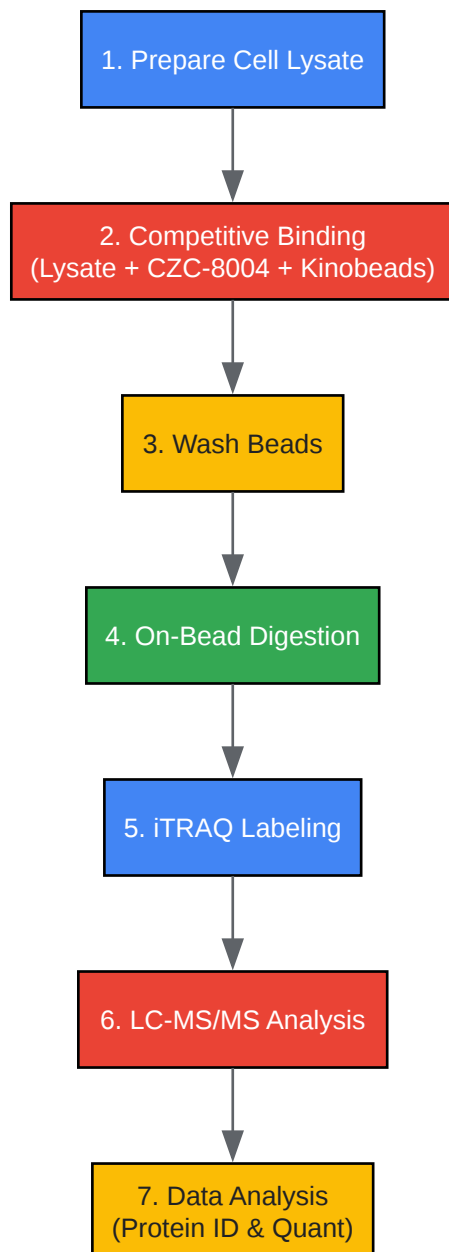 1. Prepare Cell Lysate
2. Competitive Binding
(Lysate + CZC-8004 + Kinobeads)
3. Wash Beads
4. On-Bead Digestion
5. iTRAQ Labeling
6. LC-MS/MS Analysis
7. Data Analysis
(Protein ID & Quant)